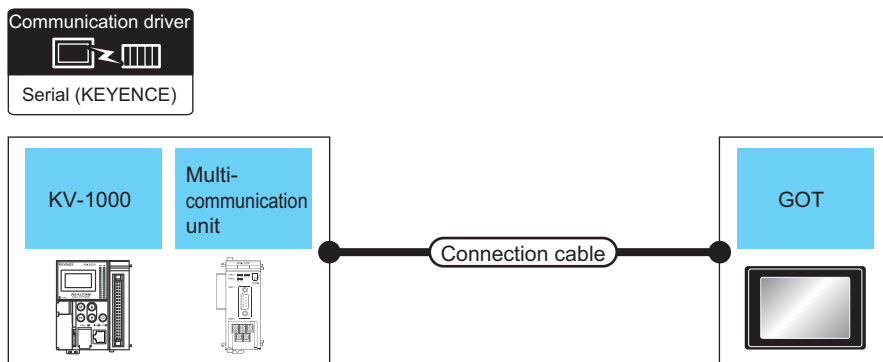 Communication driver
Serial (KEYENCE)
KV-1000
Multi-
communication
unit
Connection cable
GOT